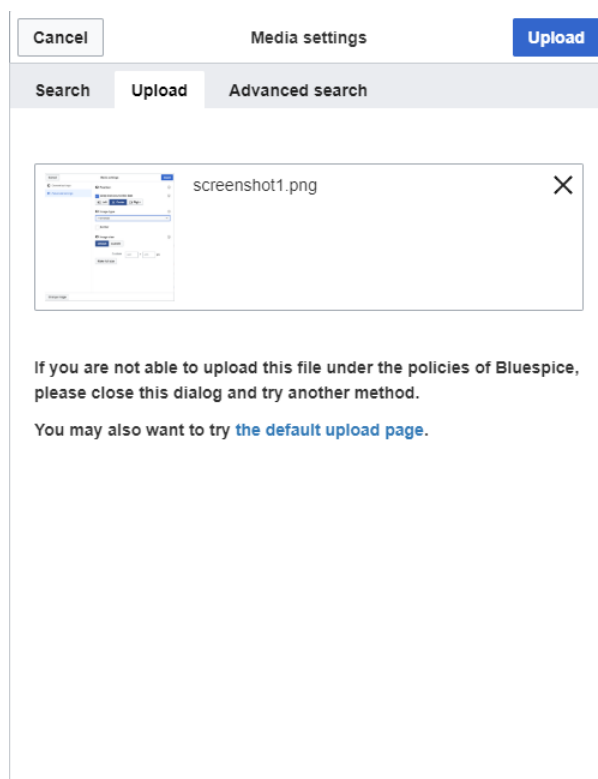 Cancel Media settings Upload
Search Upload Advanced search
screenshot1.png
If you are not able to upload this file under the policies of Bluespice,
please close this dialog and try another method.
You may also want to try the default upload page.